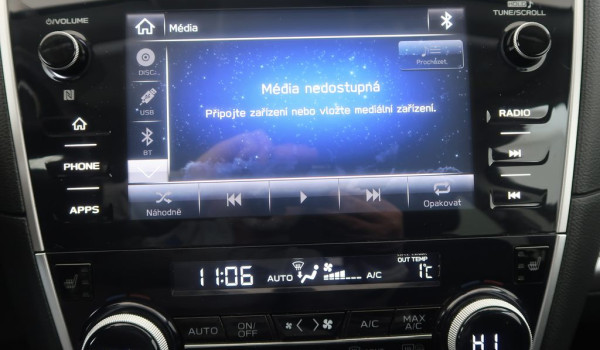 ⏻/VOLUME
Média
HOLD
TUNE/SCROLL
DISC
Procházet
Média nedostupná
Připojte zařízení nebo vložte mediální zařízení.
USB
RADIO
BT
PHONE
APPS
Náhodně
Opakovat
OUT TEMP
11:06 AUTO A/C 1°C
AUTO ON/OFF A/C MAX A/C
HI